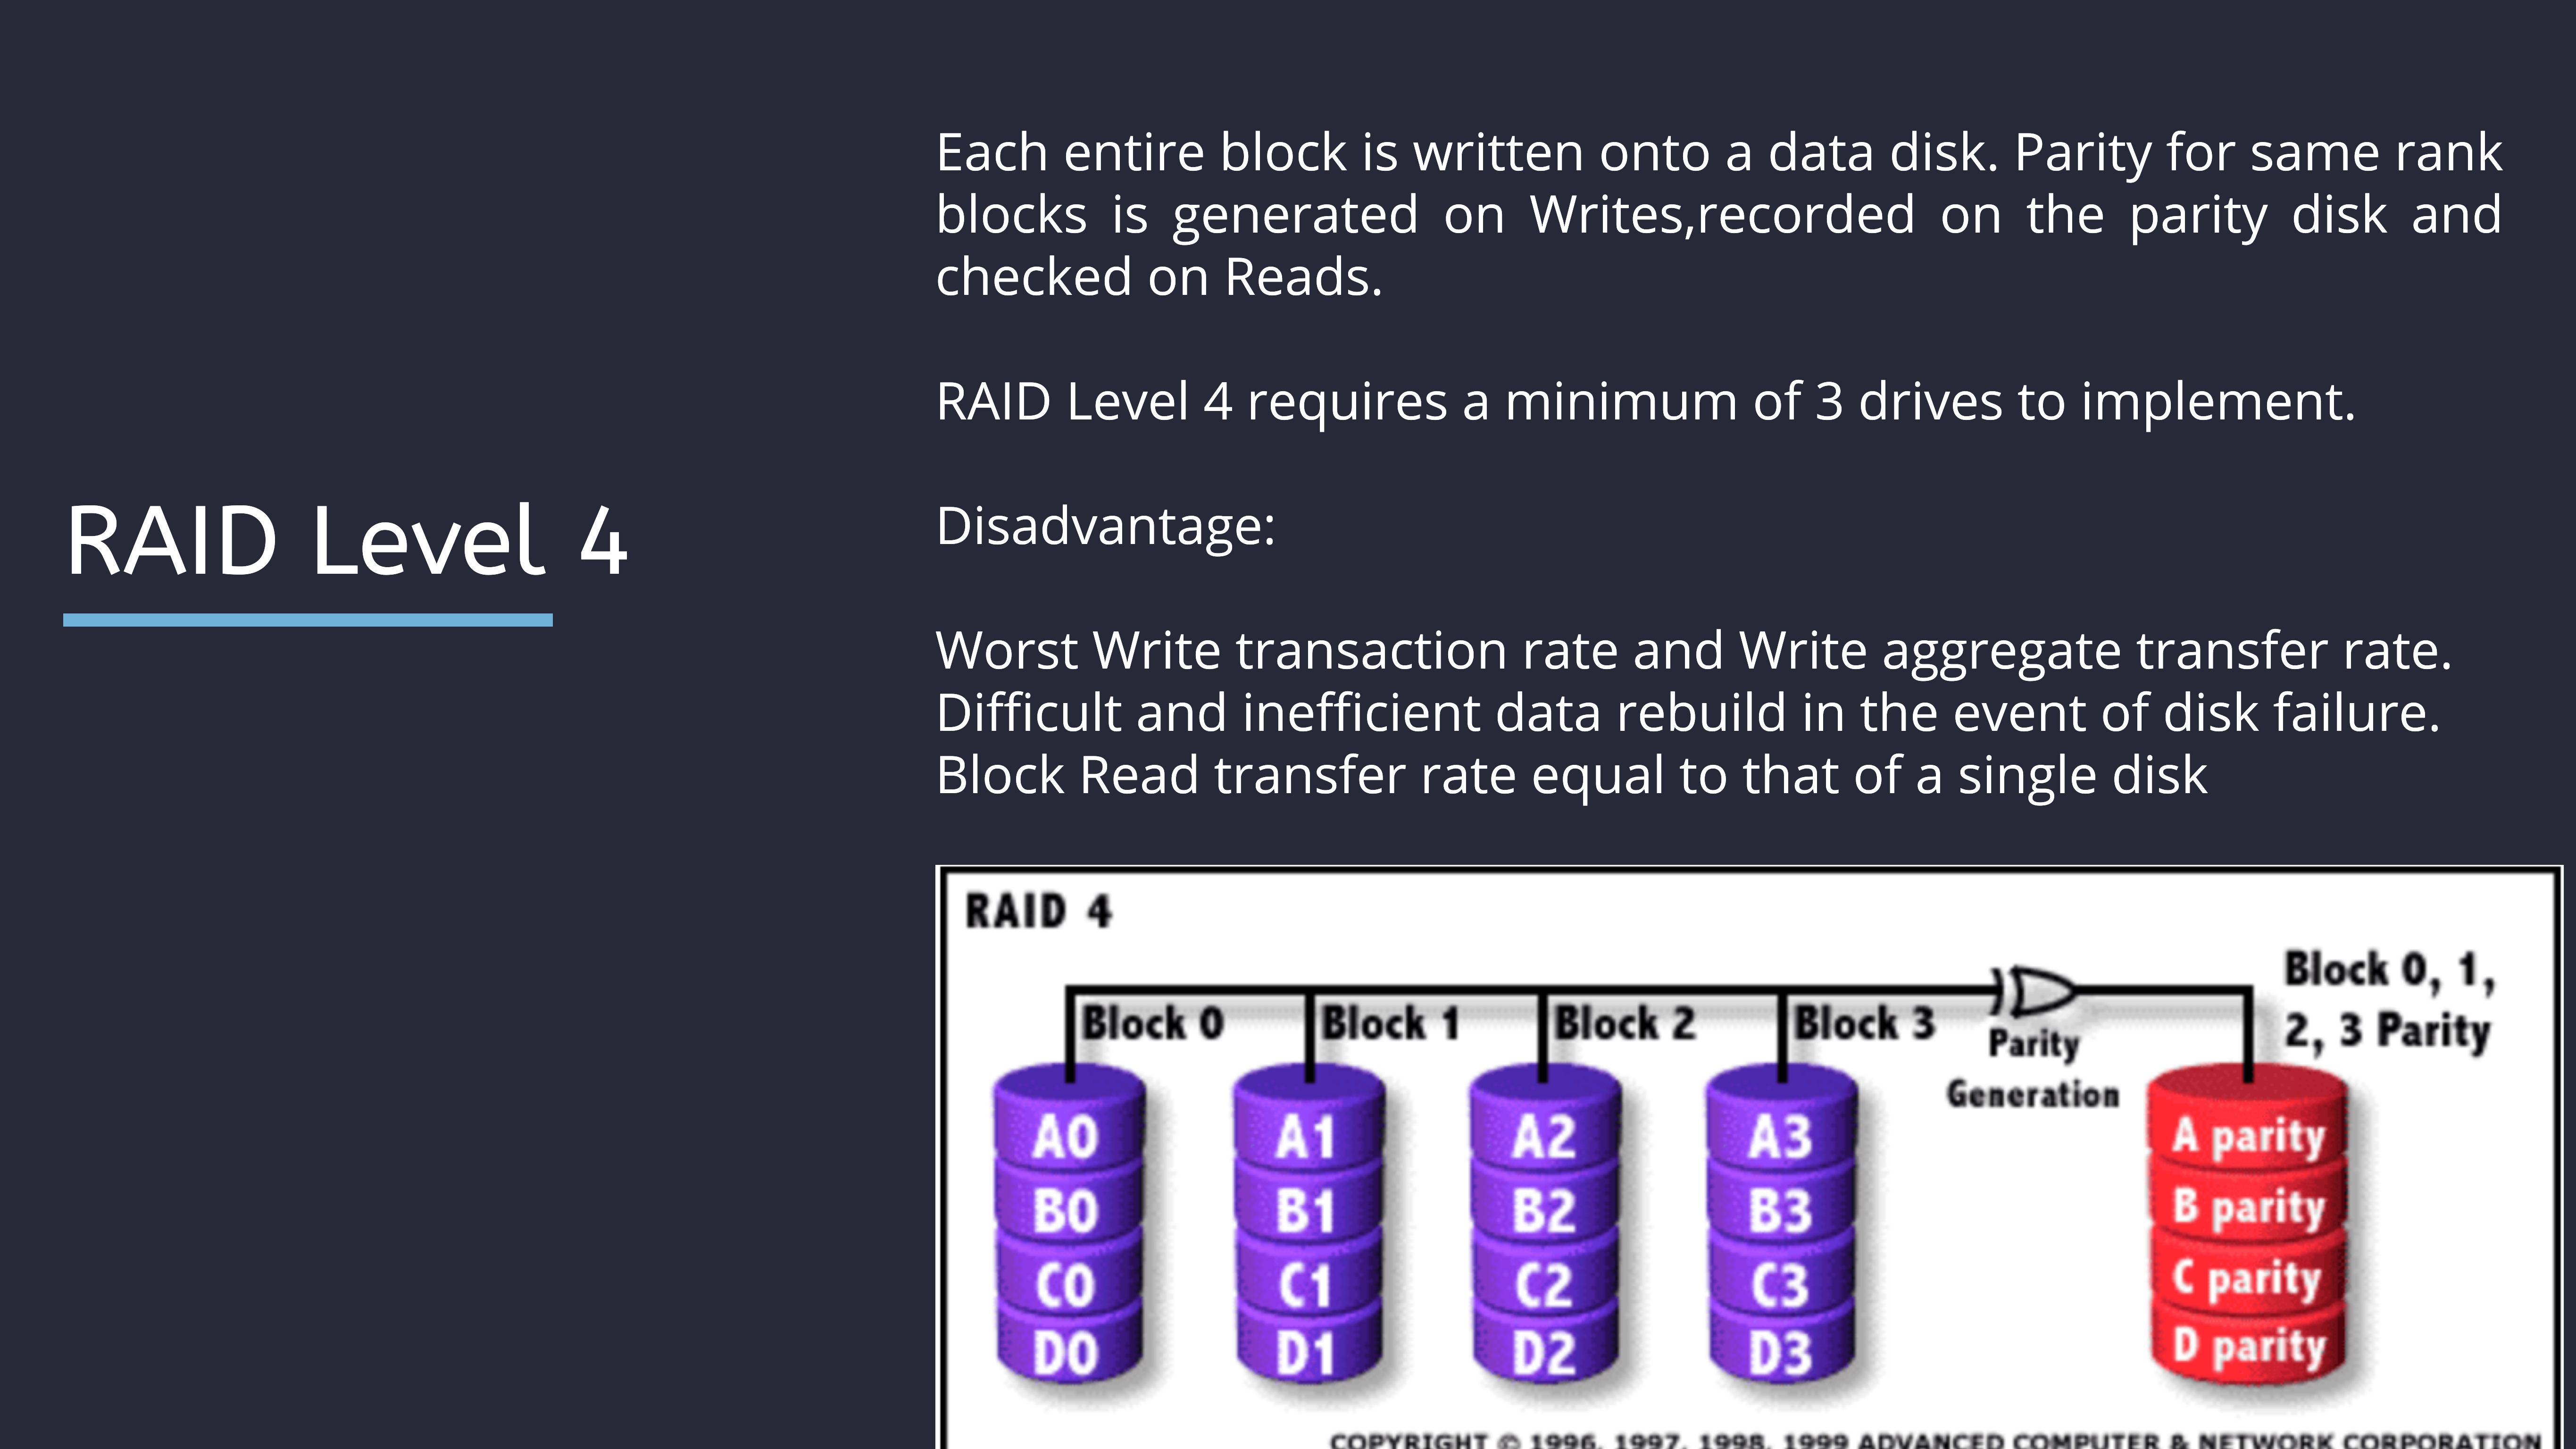 RAID Level 4
Each entire block is written onto a data disk. Parity for same rank
blocks is generated on Writes,recorded on the parity disk and
checked on Reads.
RAID Level 4 requires a minimum of 3 drives to implement.
Disadvantage:
Worst Write transaction rate and Write aggregate transfer rate.
Difficult and inefficient data rebuild in the event of disk failure.
Block Read transfer rate equal to that of a single disk
RAID 4
Block 0 Block 1 Block 2 Block 3
Parity
Generation
Block 0, 1,
2, 3 Parity
A0 A1 A2 A3 A parity
B0 B1 B2 B3 B parity
C0 C1 C2 C3 C parity
D0 D1 D2 D3 D parity
COPYRIGHT © 1996, 1997, 1998, 1999 ADVANCED COMPUTER & NETWORK CORPORATION